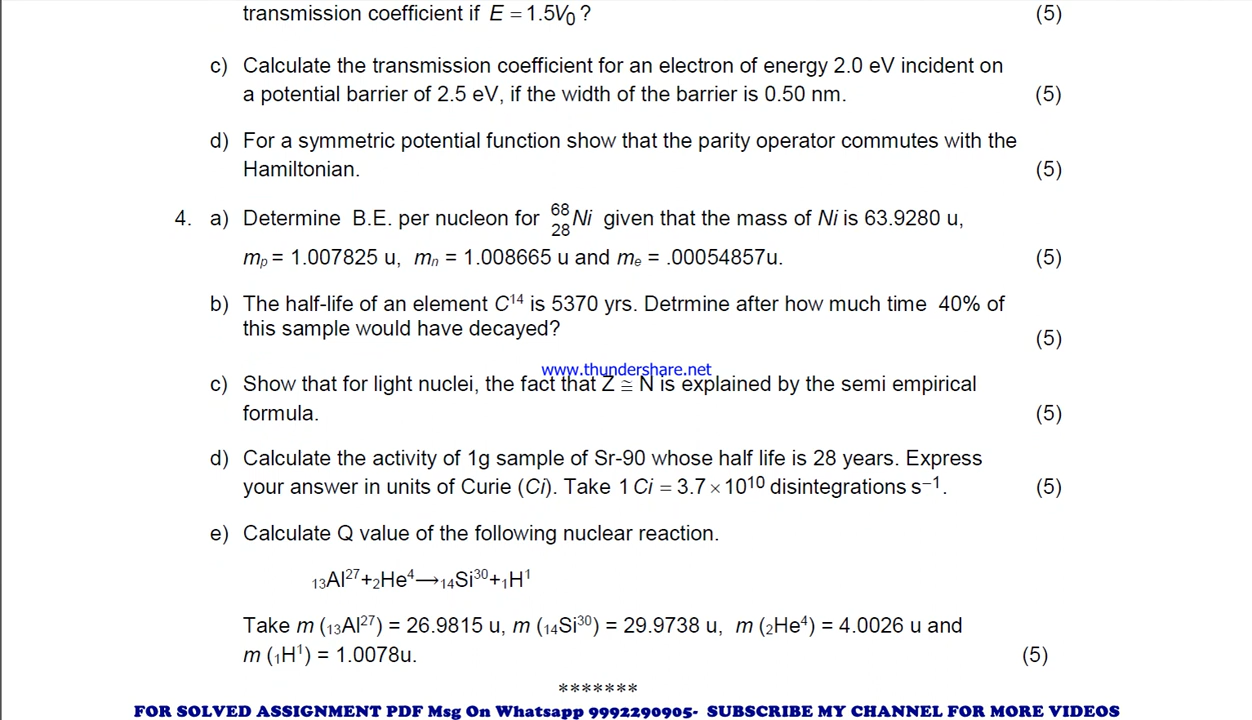 transmission coefficient if E = 1.5V₀ ? (5)
c) Calculate the transmission coefficient for an electron of energy 2.0 eV incident on
a potential barrier of 2.5 eV, if the width of the barrier is 0.50 nm. (5)
d) For a symmetric potential function show that the parity operator commutes with the
Hamiltonian. (5)
4. a) Determine B.E. per nucleon for ⁶⁸₂₈Ni given that the mass of Ni is 63.9280 u,
mₚ = 1.007825 u, mₙ = 1.008665 u and mₑ = .00054857u. (5)
b) The half-life of an element C¹⁴ is 5370 yrs. Detrmine after how much time 40% of
this sample would have decayed? (5)
www.thundershare.net
c) Show that for light nuclei, the fact that Z ≅ N is explained by the semi empirical
formula. (5)
d) Calculate the activity of 1g sample of Sr-90 whose half life is 28 years. Express
your answer in units of Curie (Ci). Take 1 Ci = 3.7 × 10¹⁰ disintegrations s⁻¹. (5)
e) Calculate Q value of the following nuclear reaction.
₁₃Al²⁷+₂He⁴⟶₁₄Si³⁰+₁H¹
Take m (₁₃Al²⁷) = 26.9815 u, m (₁₄Si³⁰) = 29.9738 u, m (₂He⁴) = 4.0026 u and
m (₁H¹) = 1.0078u. (5)
*******
FOR SOLVED ASSIGNMENT PDF Msg On Whatsapp 9992290905- SUBSCRIBE MY CHANNEL FOR MORE VIDEOS